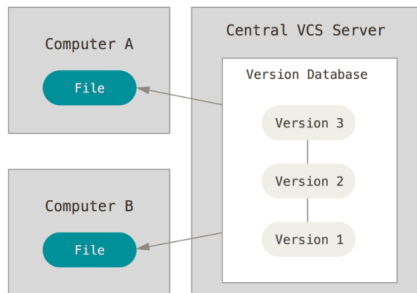 Computer A
File
Computer B
File
Central VCS Server
Version Database
Version 3
Version 2
Version 1